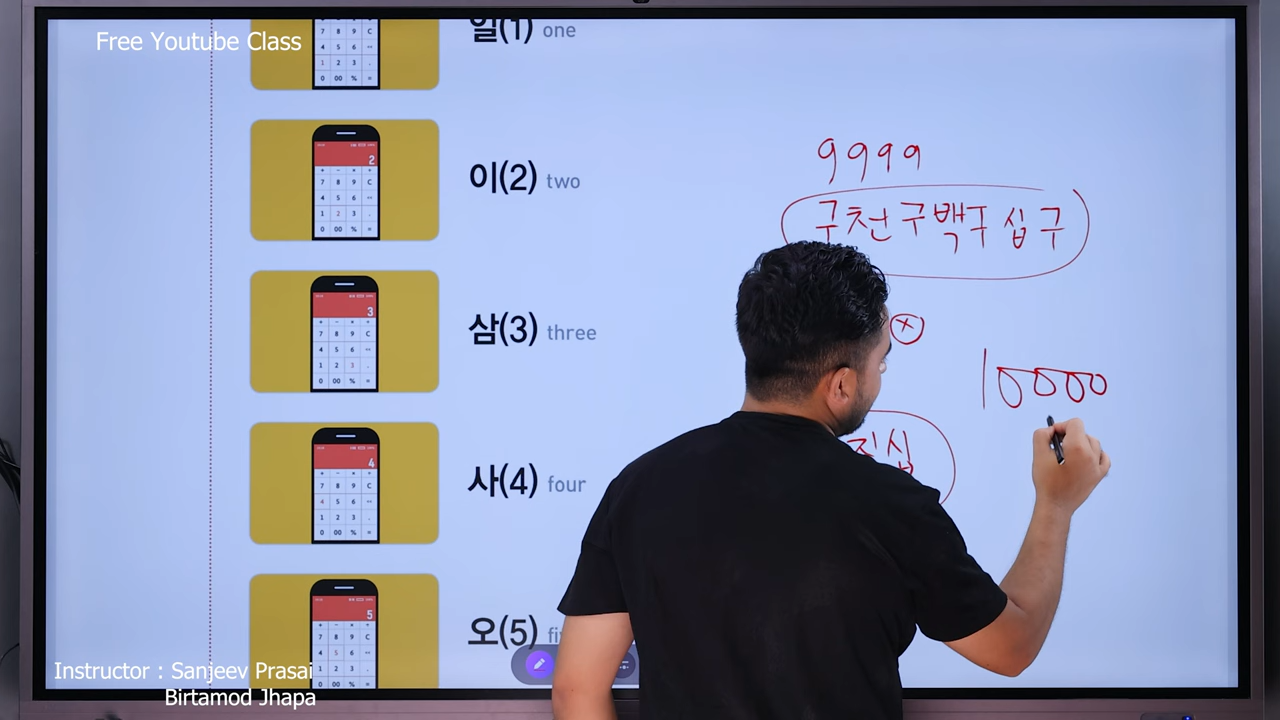 Free Youtube Class
일(1) one
이(2) two
삼(3) three
사(4) four
오(5)
9999
구천구백구십구
10000
Instructor : Sanjeev Prasai
Birtamod Jhapa